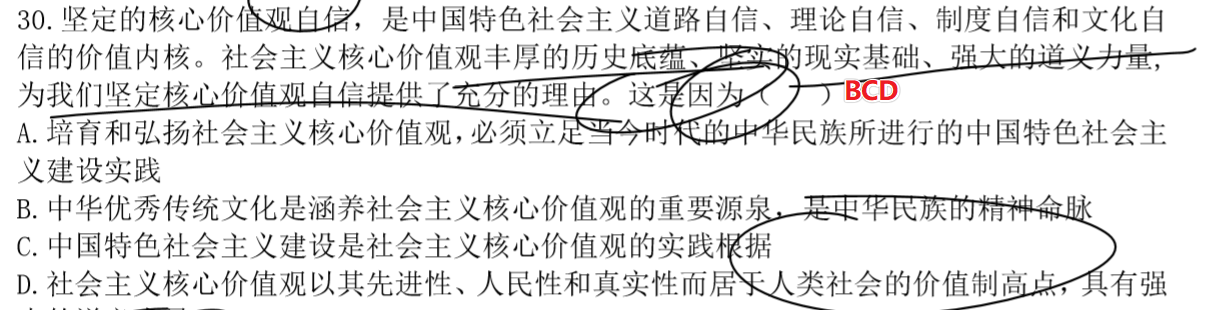 30. 坚定的核心价值观自信，是中国特色社会主义道路自信、理论自信、制度自信和文化自
信的价值内核。社会主义核心价值观丰厚的历史底蕴、坚实的现实基础、强大的道义力量，
为我们坚定核心价值观自信提供了充分的理由。这是因为（　　）BCD
A. 培育和弘扬社会主义核心价值观，必须立足当今时代的中华民族所进行的中国特色社会主
义建设实践
B. 中华优秀传统文化是涵养社会主义核心价值观的重要源泉，是中华民族的精神命脉
C. 中国特色社会主义建设是社会主义核心价值观的实践根据
D. 社会主义核心价值观以其先进性、人民性和真实性而居于人类社会的价值制高点，具有强